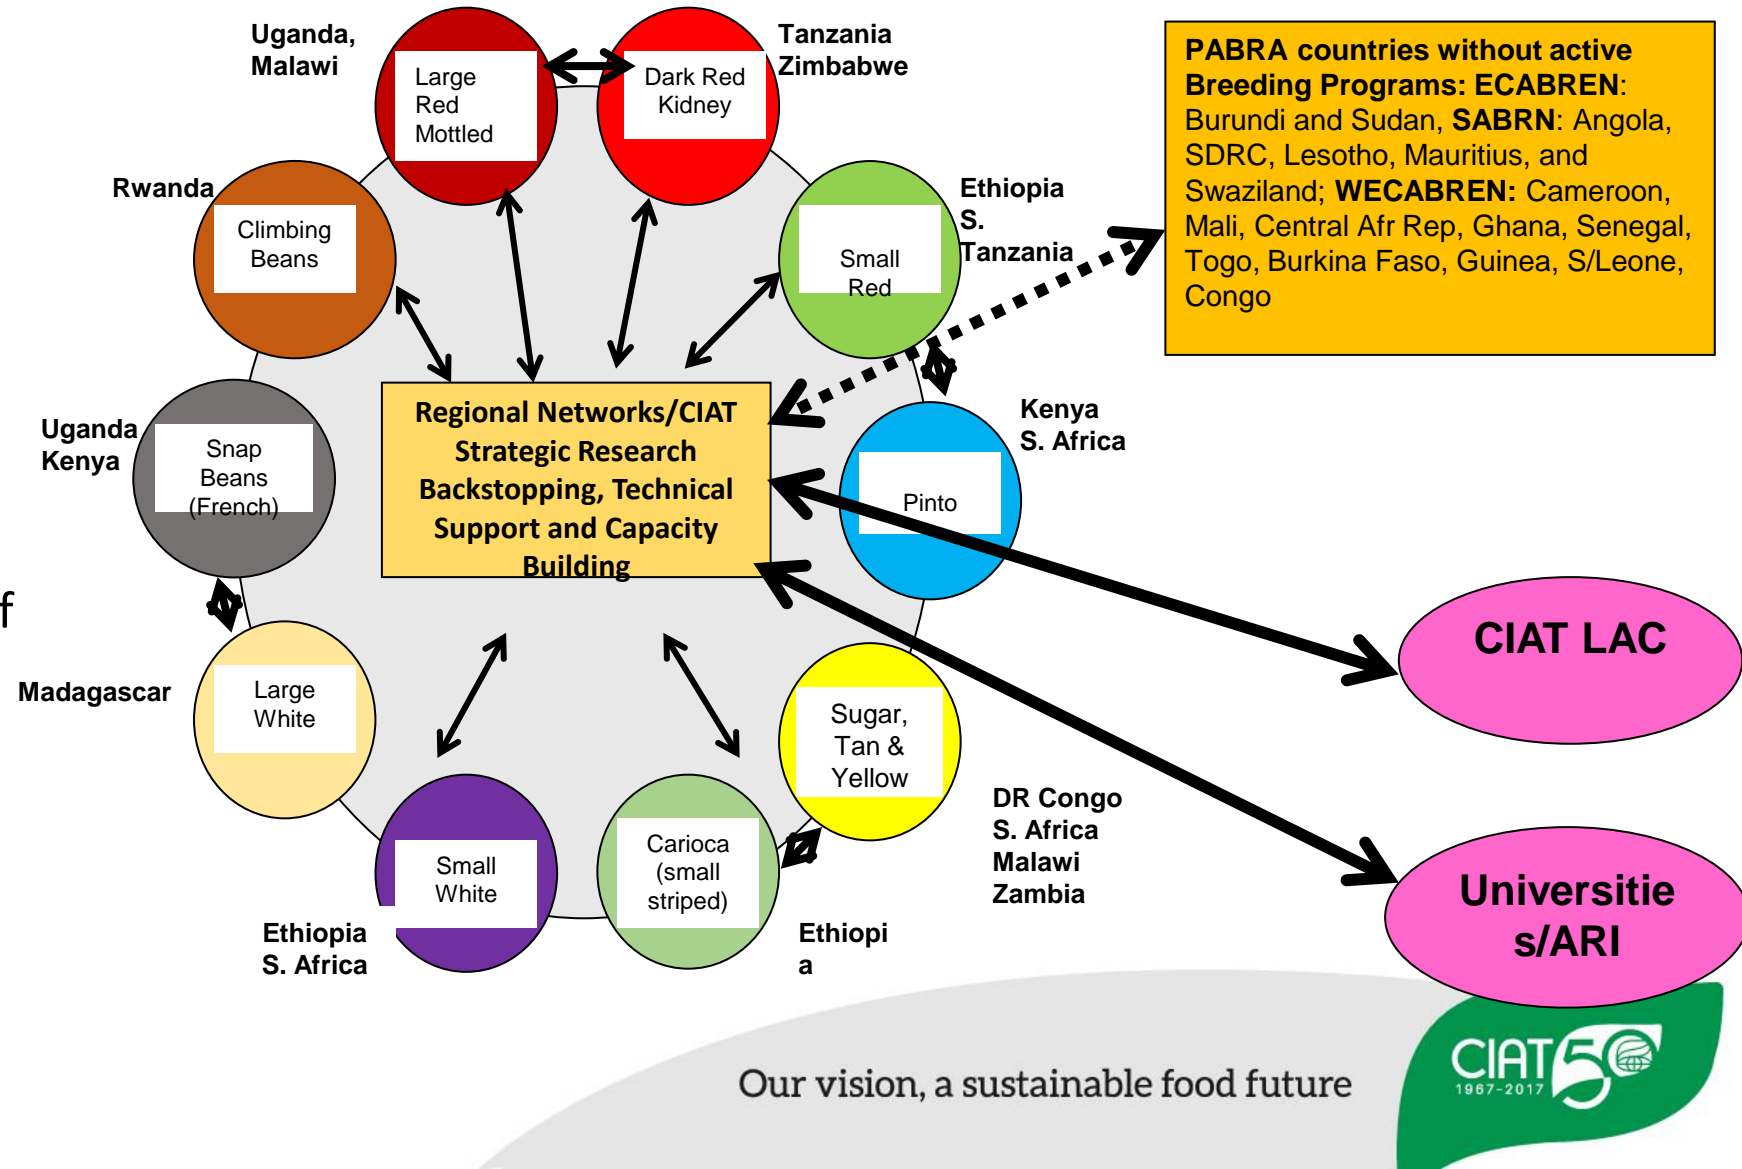 Uganda,
Malawi
Large
Red
Mottled
Dark Red
Kidney
Tanzania
Zimbabwe
PABRA countries without active
Breeding Programs: ECABREN:
Burundi and Sudan, SABRN: Angola,
SDRC, Lesotho, Mauritius, and
Swaziland; WECABREN: Cameroon,
Mali, Central Afr Rep, Ghana, Senegal,
Togo, Burkina Faso, Guinea, S/Leone,
Congo
Rwanda
Climbing
Beans
Small
Red
Ethiopia
S.
Tanzania
Uganda
Kenya
Snap
Beans
(French)
Regional Networks/CIAT
Strategic Research
Backstopping, Technical
Support and Capacity
Building
Pinto
Kenya
S. Africa
f
Madagascar
Large
White
Sugar,
Tan &
Yellow
DR Congo
S. Africa
Malawi
Zambia
CIAT LAC
Small
White
Ethiopia
S. Africa
Carioca
(small
striped)
Ethiopi
a
Universitie
s/ARI
Our vision, a sustainable food future
CIAT 50
1967-2017